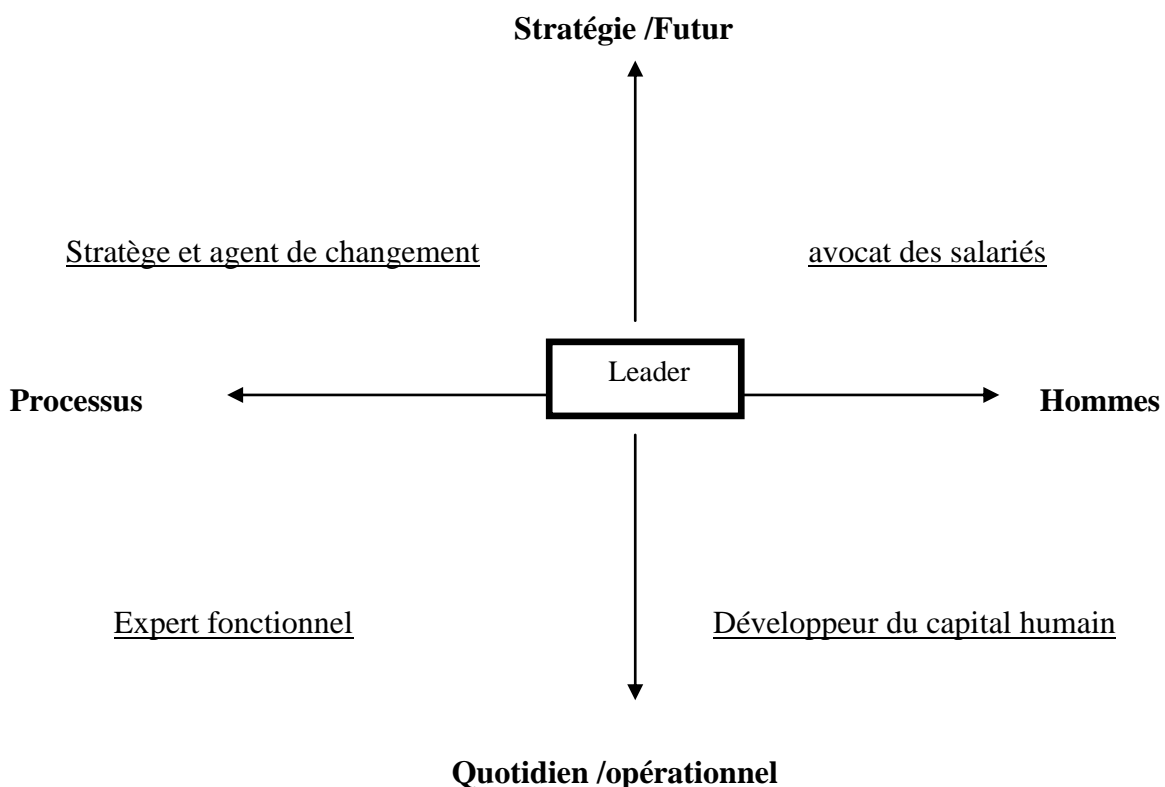 Stratégie /Futur
Stratège et agent de changement
avocat des salariés
Leader
Processus
Hommes
Expert fonctionnel
Développeur du capital humain
Quotidien /opérationnel